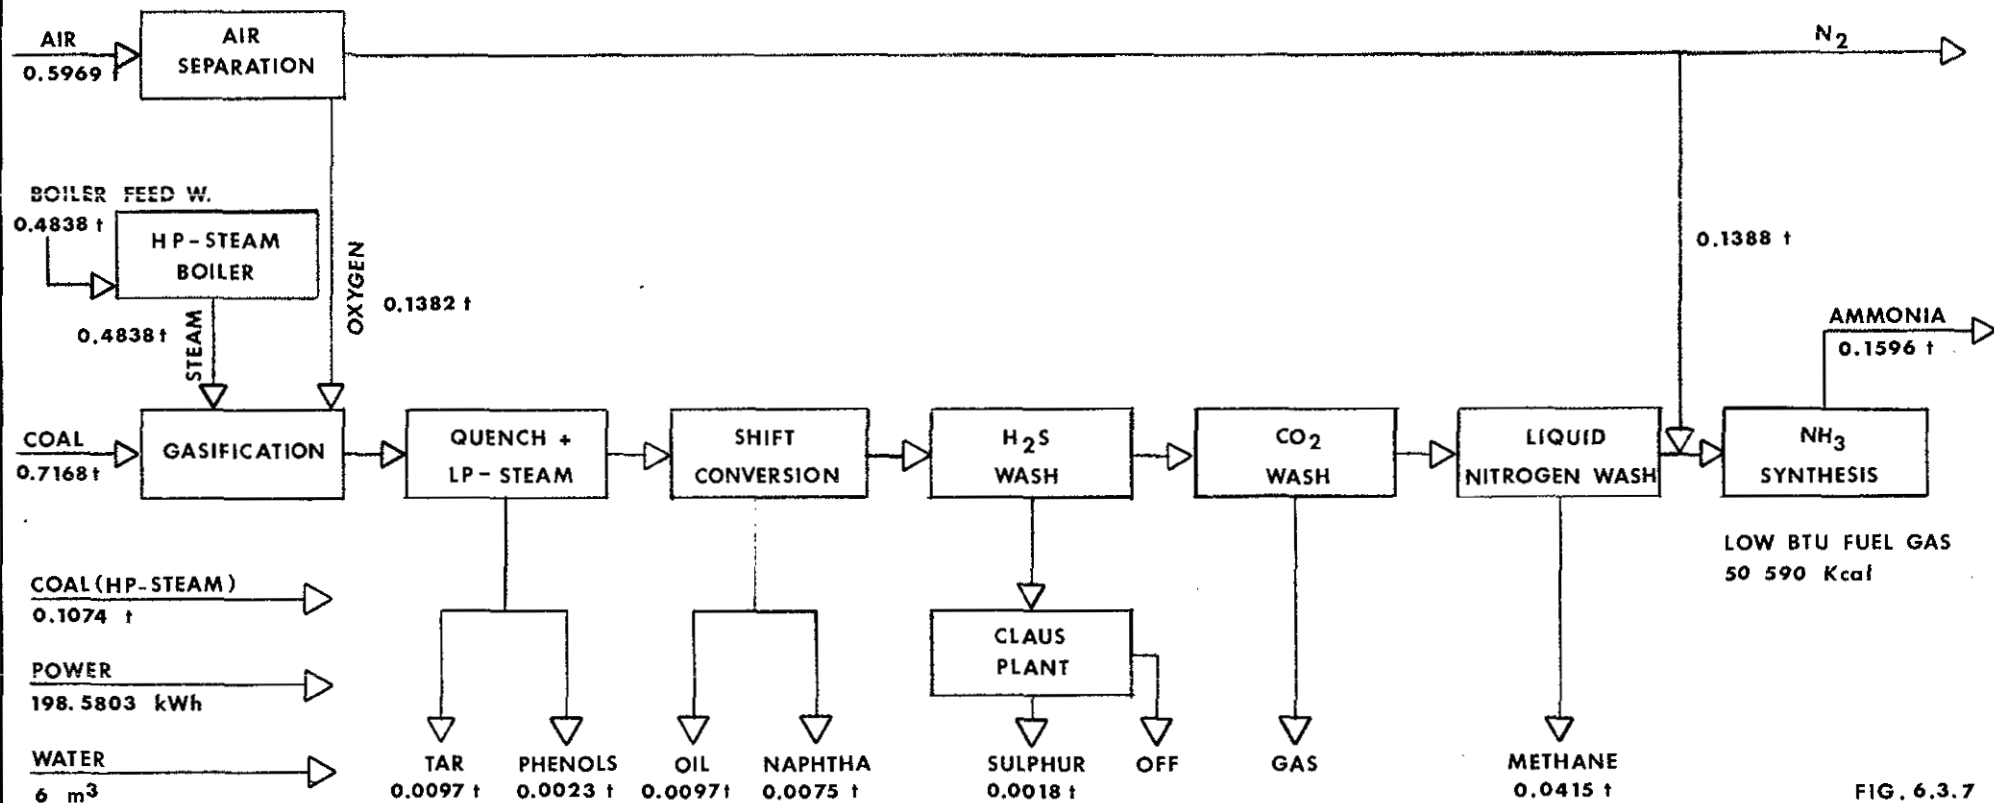 AIR
0.5969 t
AIR
SEPARATION
N2
BOILER FEED W.
0.4838 t
HP-STEAM
BOILER
0.4838 t
STEAM
OXYGEN
0.1382 t
0.1388 t
AMMONIA
0.1596 t
COAL
0.7168 t
GASIFICATION
QUENCH +
LP-STEAM
SHIFT
CONVERSION
H2S
WASH
CO2
WASH
LIQUID
NITROGEN WASH
NH3
SYNTHESIS
LOW BTU FUEL GAS
50 590 Kcal
COAL (HP-STEAM)
0.1074 t
POWER
198.5803 kWh
WATER
6 m3
CLAUS
PLANT
TAR
0.0097 t
PHENOLS
0.0023 t
OIL
0.0097 t
NAPHTHA
0.0075 t
SULPHUR
0.0018 t
OFF
GAS
METHANE
0.0415 t
FIG. 6.3.7